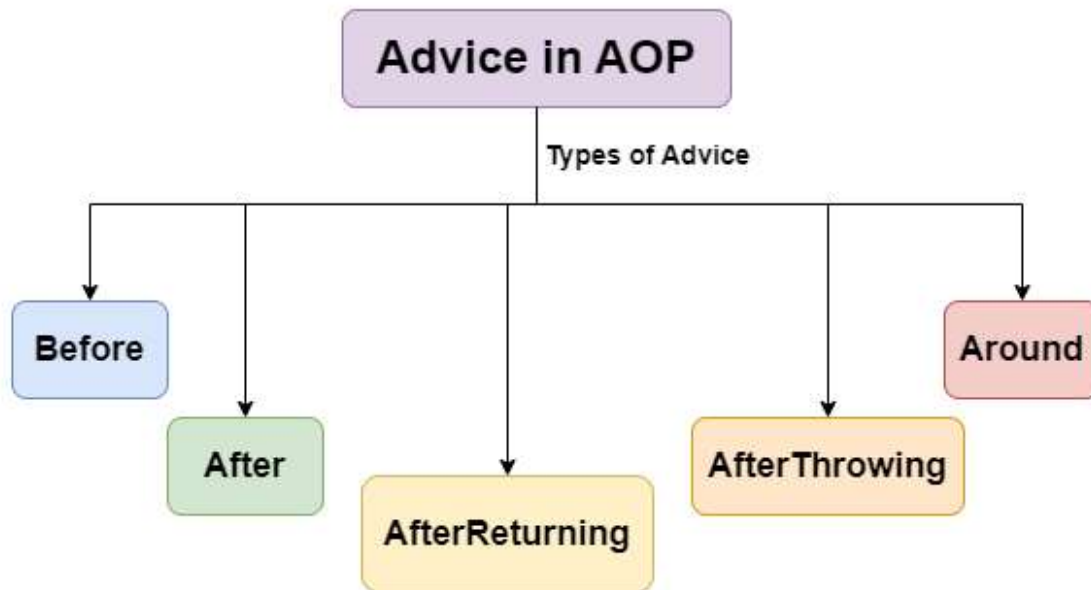 Advice in AOP
Types of Advice
Before
Around
After
AfterThrowing
AfterReturning